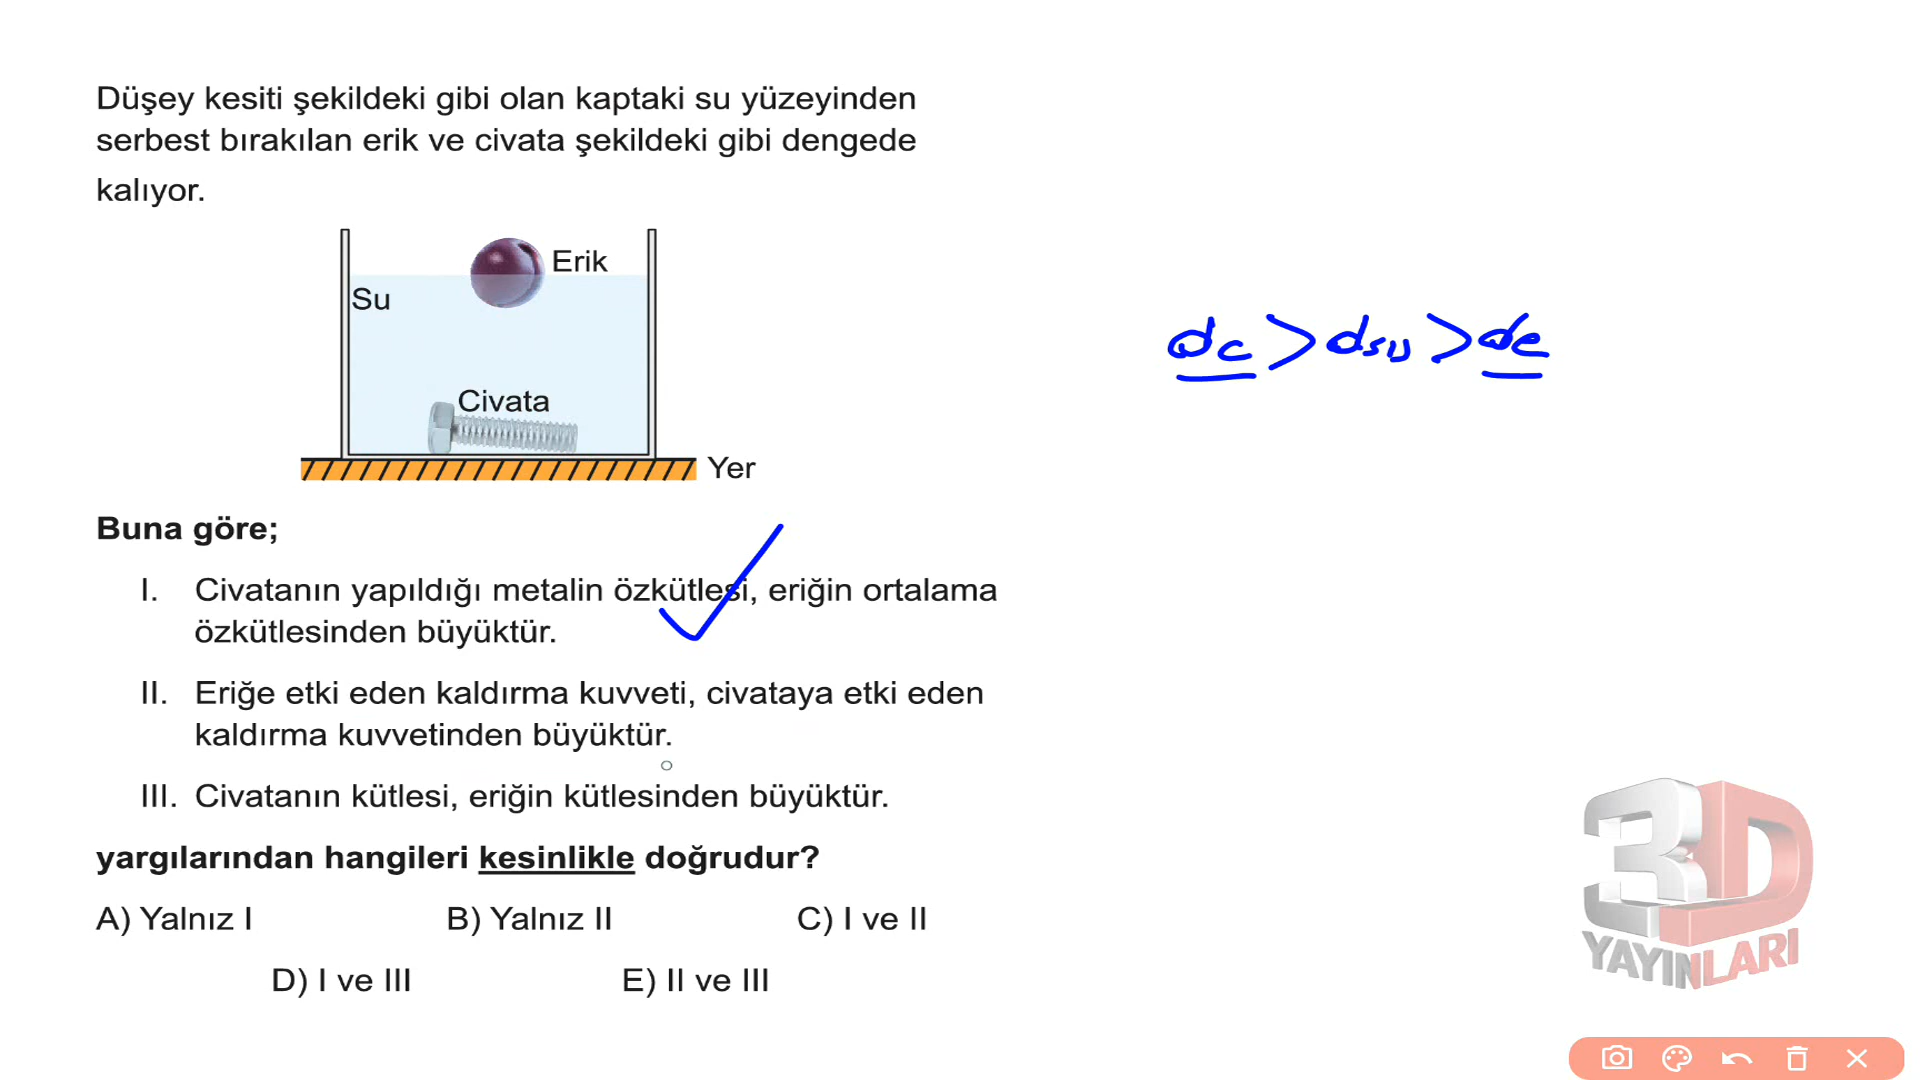 Düşey kesiti şekildeki gibi olan kaptaki su yüzeyinden
serbest bırakılan erik ve civata şekildeki gibi dengede
kalıyor.
Erik
Su
Civata
Yer
dc > dsu > de
Buna göre;
I. Civatanın yapıldığı metalin özkütlesi, eriğin ortalama
özkütlesinden büyüktür.
II. Eriğe etki eden kaldırma kuvveti, civataya etki eden
kaldırma kuvvetinden büyüktür.
III. Civatanın kütlesi, eriğin kütlesinden büyüktür.
yargılarından hangileri kesinlikle doğrudur?
A) Yalnız I B) Yalnız II C) I ve II
D) I ve III E) II ve III
3D
YAYINLARI